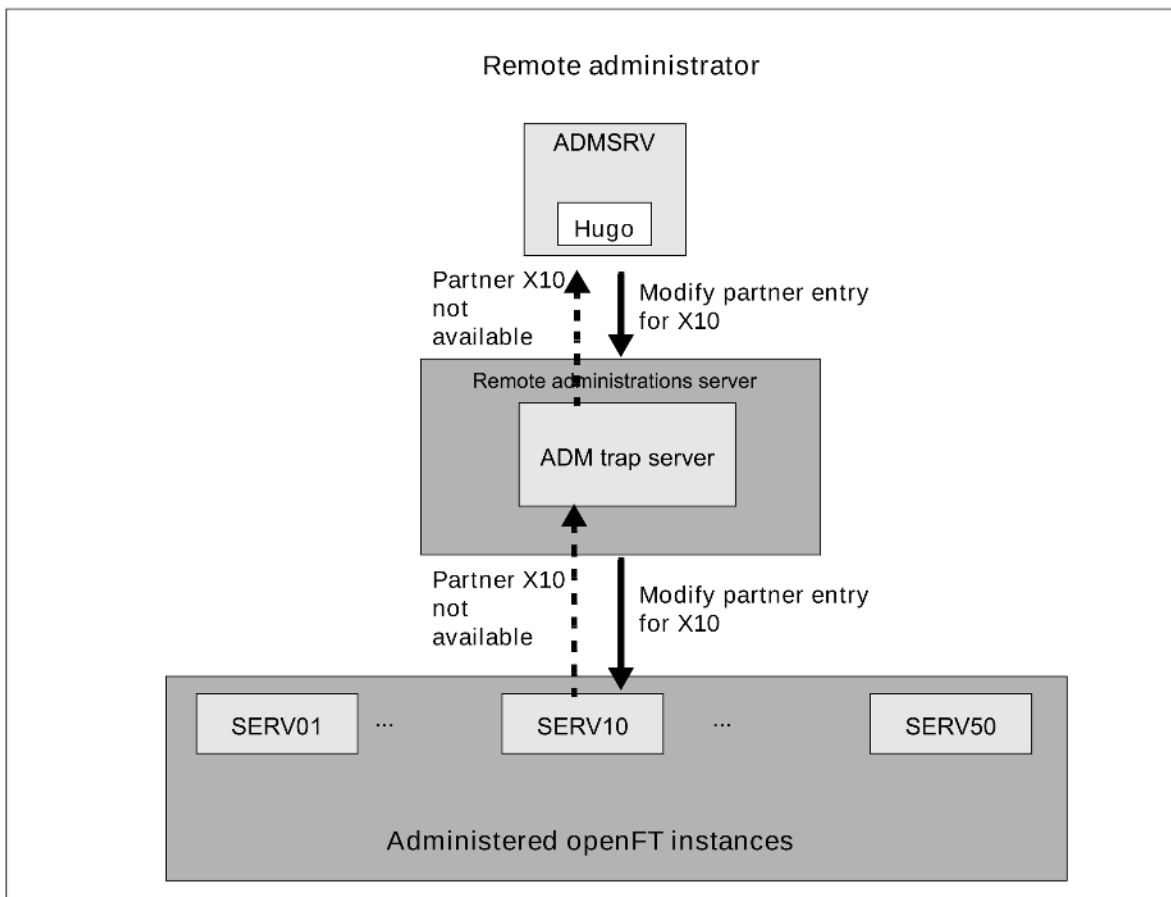 Remote administrator
ADMSRV
Hugo
Partner X10
not
available
Modify partner entry
for X10
Remote administrations server
ADM trap server
Partner X10
not
available
Modify partner entry
for X10
SERV01
...
SERV10
...
SERV50
Administered openFT instances